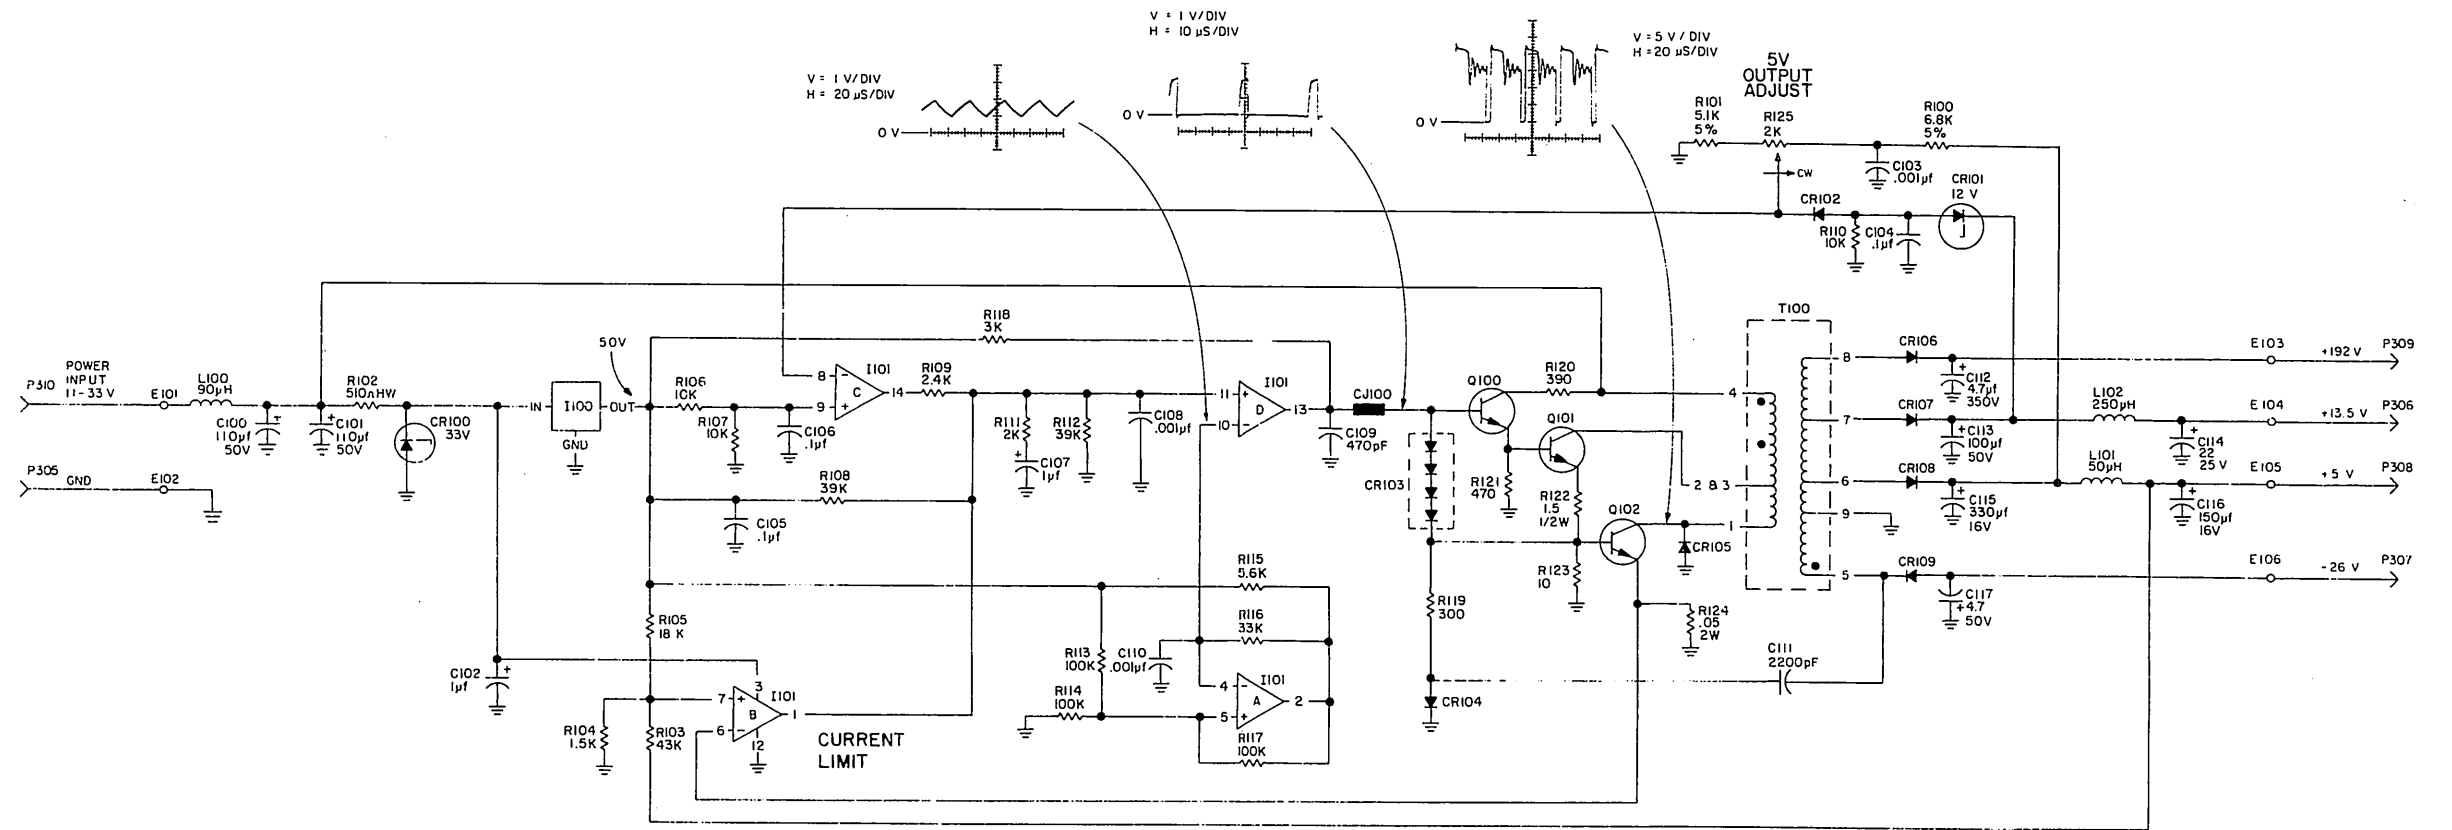 V = 1 V/DIV
H = 10 µS/DIV
V = 5 V / DIV
H = 20 µS/DIV
V = 1 V/DIV
H = 20 µS/DIV
0 V
0 V
0 V
5V
OUTPUT
ADJUST
R101
5.1K
5%
R125
2K
R100
6.8K
5%
CW
C103
.001µf
CR101
12 V
CR102
R110
10K
C104
.1µf
R118
3K
T100
50V
P310
POWER
INPUT
11-33 V
E101
L100
90µH
C100
110µf
50V
C101
110µf
50V
R102
510nHW
CR100
33V
IN
I100
OUT
GND
R106
10K
R107
10K
C106
.1µf
8
9
C
I101
14
R109
2.4K
R111
2K
C107
1µf
R112
39K
C108
.001µf
11
10
D
I101
13
C109
470pF
CJ100
Q100
R120
390
Q101
R121
470
R122
1.5
1/2W
CR103
Q102
R123
10
CR105
4
2 & 3
1
8
7
6
9
5
CR106
C112
4.7µf
350V
CR107
C113
100µf
50V
L102
250µH
C114
22
25 V
CR108
C115
330µf
16V
L101
50µH
C116
150µf
16V
CR109
C117
4.7
50V
E103
+192 V
P309
E104
+13.5 V
P306
E105
+5 V
P308
E106
-26 V
P307
P305
GND
E102
R108
39K
C105
.1µf
R105
18 K
R115
5.6K
R116
33K
R113
100K
C110
.001µf
R114
100K
4
5
A
I101
2
R117
100K
R119
300
R124
.05
2W
C111
2200pF
CR104
C102
1µf
R104
1.5K
R103
43K
7
6
3
B
I101
1
12
CURRENT
LIMIT